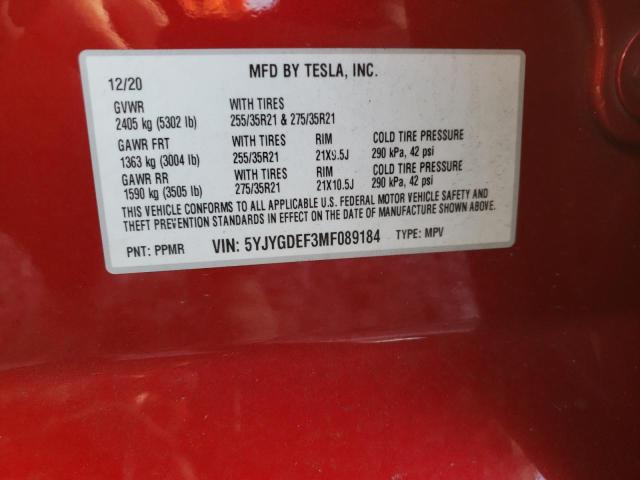 12/20 MFD BY TESLA, INC.
GVWR WITH TIRES
2405 kg (5302 lb) 255/35R21 & 275/35R21
GAWR FRT WITH TIRES RIM COLD TIRE PRESSURE
1363 kg (3004 lb) 255/35R21 21X9.5J 290 kPa, 42 psi
GAWR RR WITH TIRES RIM COLD TIRE PRESSURE
1590 kg (3505 lb) 275/35R21 21X10.5J 290 kPa, 42 psi
THIS VEHICLE CONFORMS TO ALL APPLICABLE U.S. FEDERAL MOTOR VEHICLE SAFETY AND
THEFT PREVENTION STANDARDS IN EFFECT ON THE DATE OF MANUFACTURE SHOWN ABOVE.
PNT: PPMR VIN: 5YJYGDEF3MF089184 TYPE: MPV